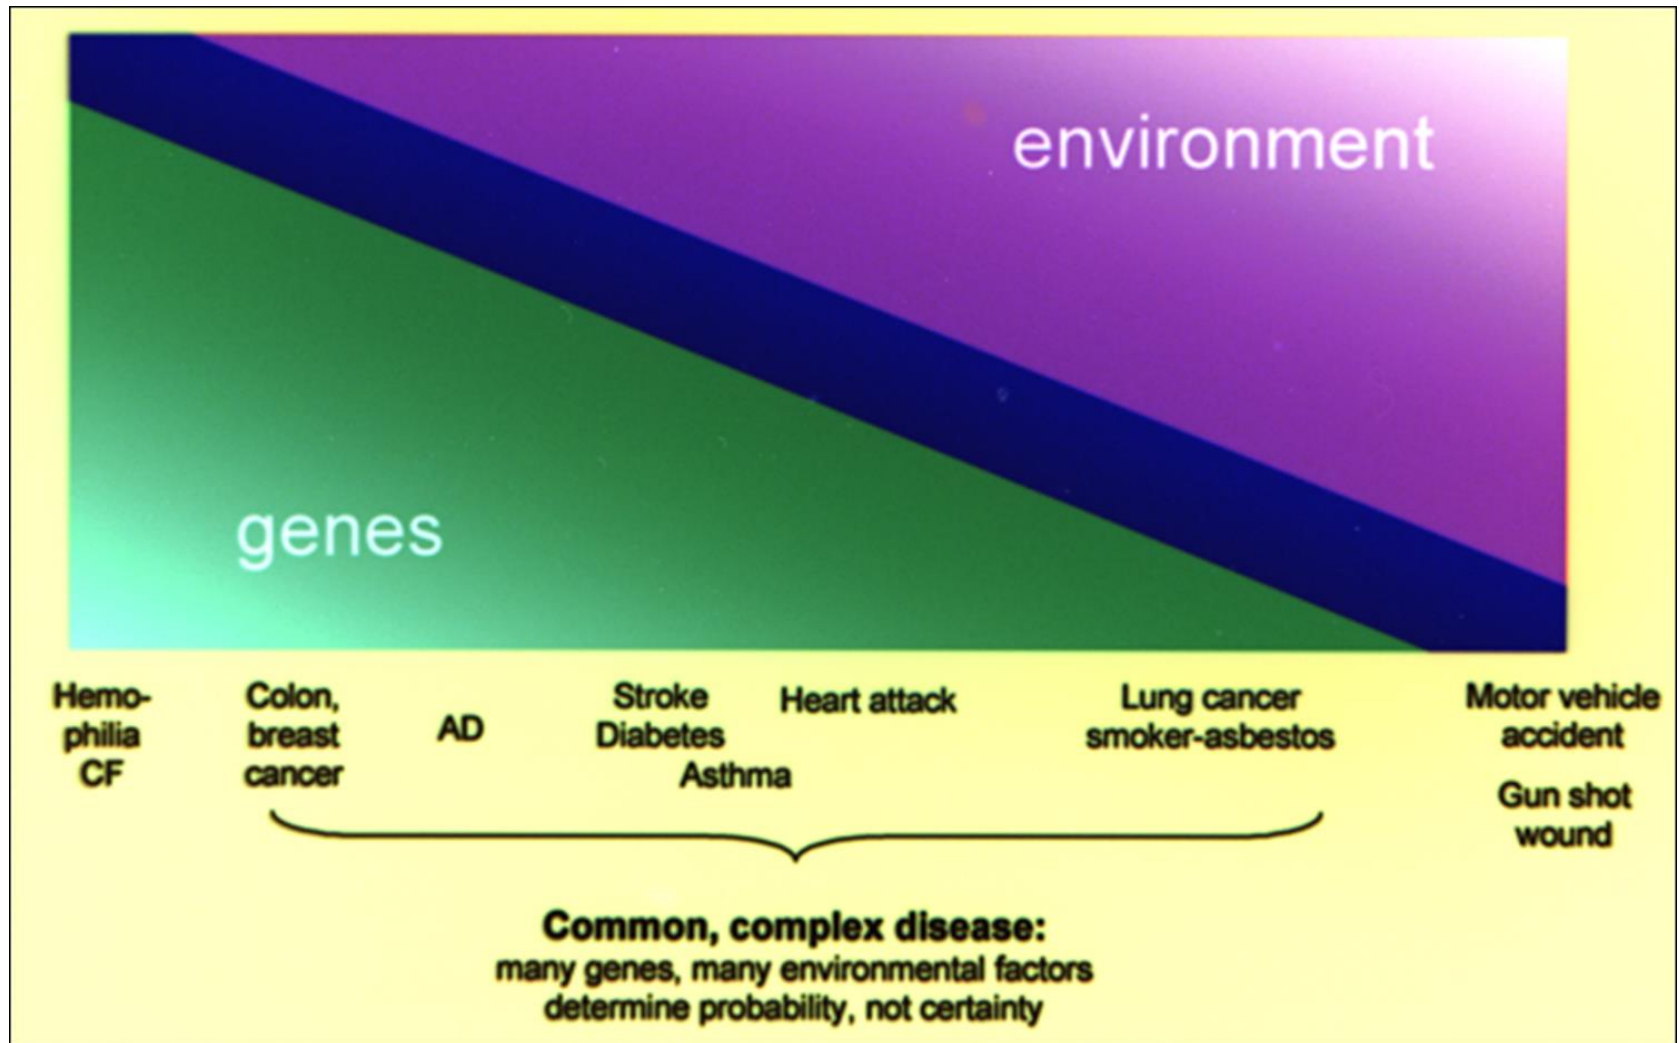 environment
genes
Hemo-
philia
CF
Colon,
breast
cancer
AD
Stroke
Diabetes
Asthma
Heart attack
Lung cancer
smoker-asbestos
Motor vehicle
accident
Gun shot
wound
Common, complex disease:
many genes, many environmental factors
determine probability, not certainty